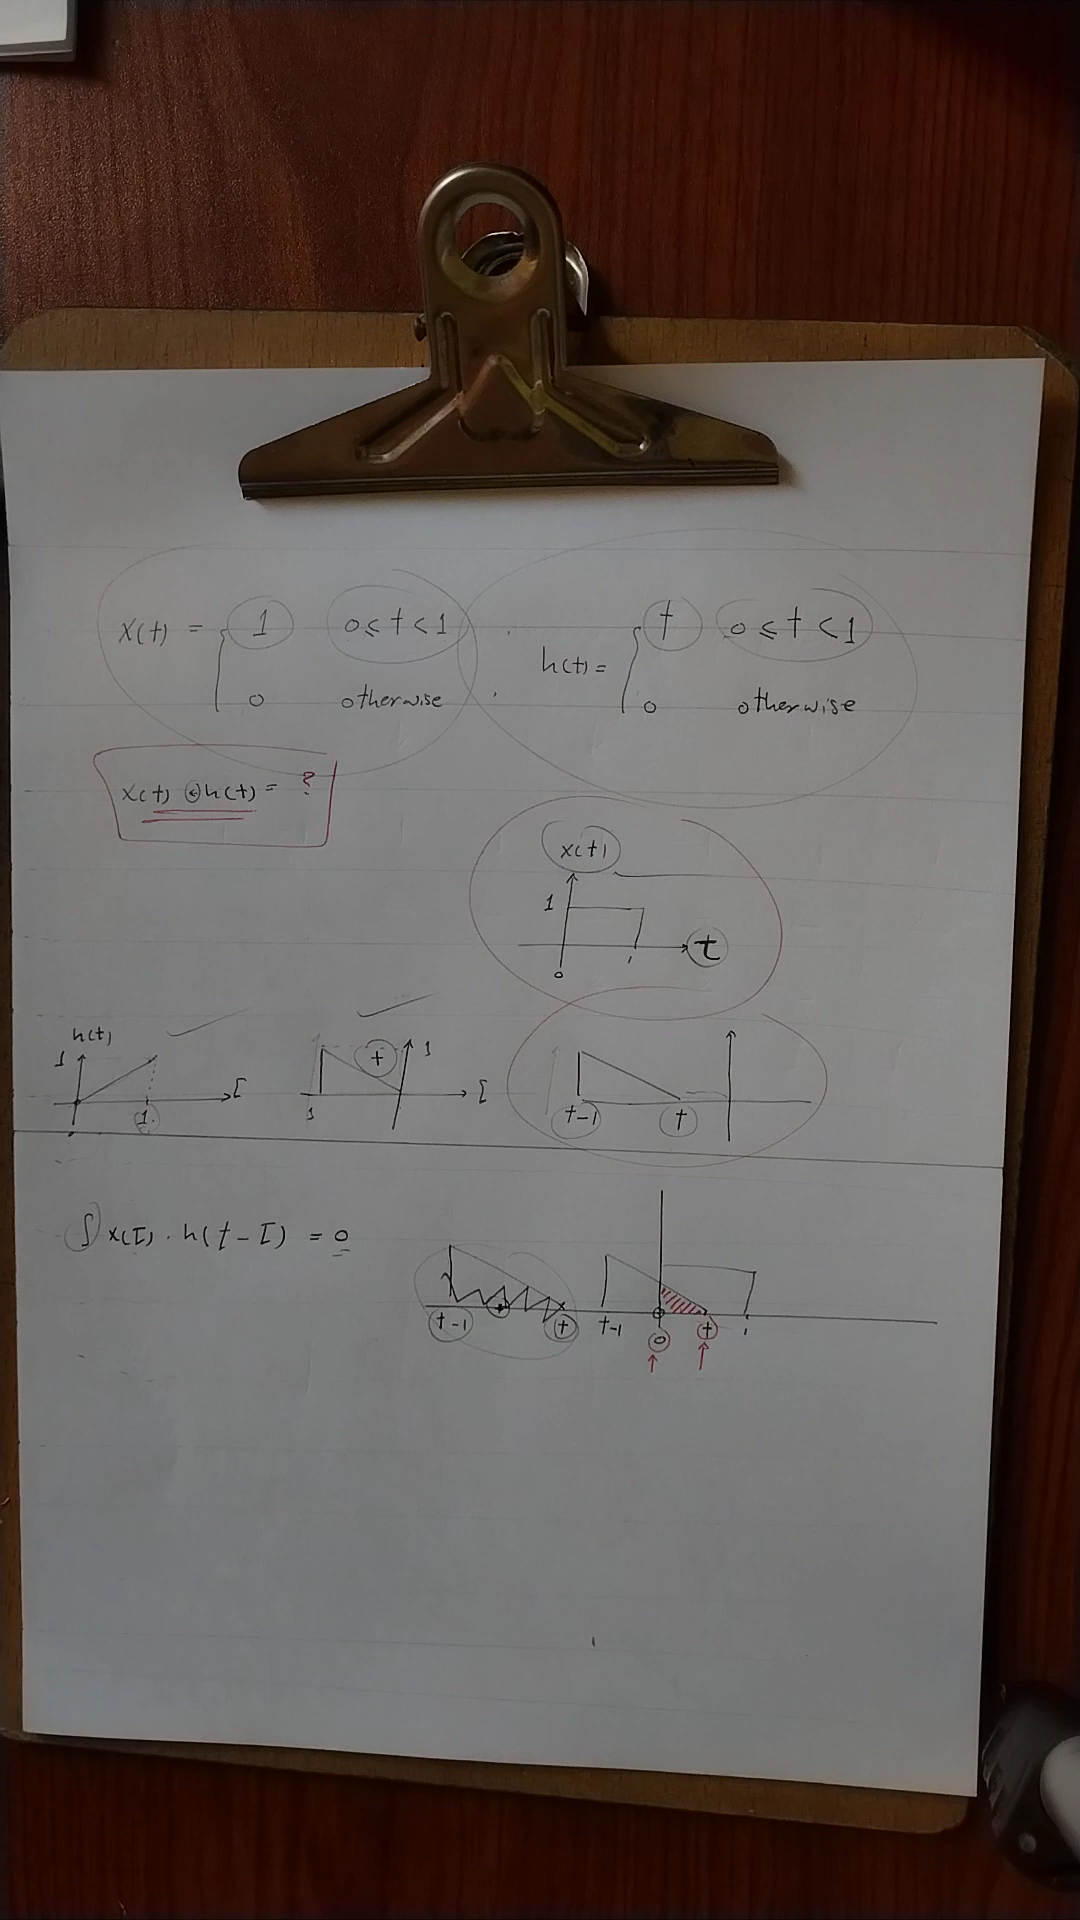 x(t) = { 1 0 ≤ t < 1
0 otherwise
h(t) = { t 0 ≤ t < 1
0 otherwise
x(t) * h(t) = ?
x(t)
1
τ
0 1
h(t)
1
τ
1
t
1
τ
1
t-1 t
∫ x(τ) . h(t-τ) = 0
t-1 t t-1 0 t 1